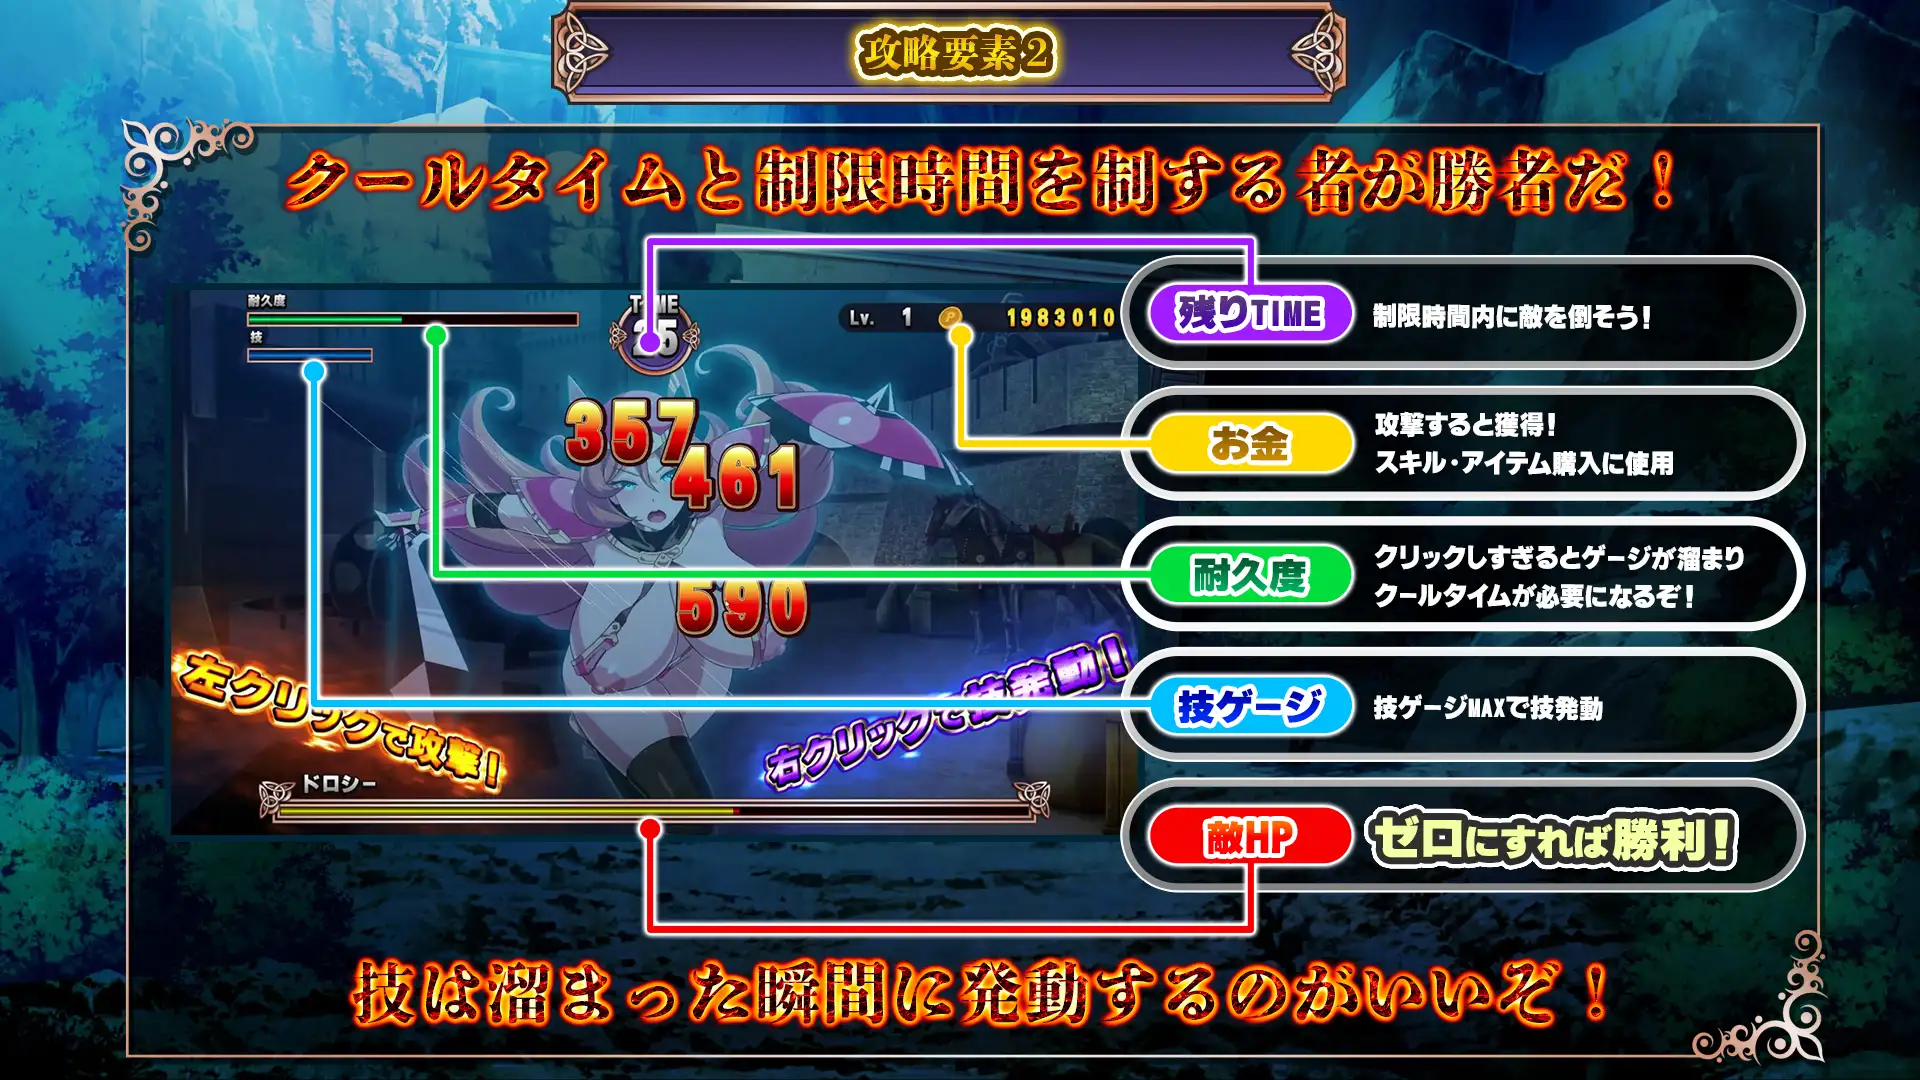 攻略要素2
クールタイムと制限時間を制する者が勝者だ！
耐久度
技
TIME
25
Lv. 1
P
1983010
残りTIME
制限時間内に敵を倒そう！
お金
攻撃すると獲得！
スキル・アイテム購入に使用
357
461
590
耐久度
クリックしすぎるとゲージが溜まり
クールタイムが必要になるぞ！
左クリックで攻撃！
右クリックで技発動！
技ゲージ
技ゲージMAXで技発動
ドロシー
敵HP
ゼロにすれば勝利！
技は溜まった瞬間に発動するのがいいぞ！